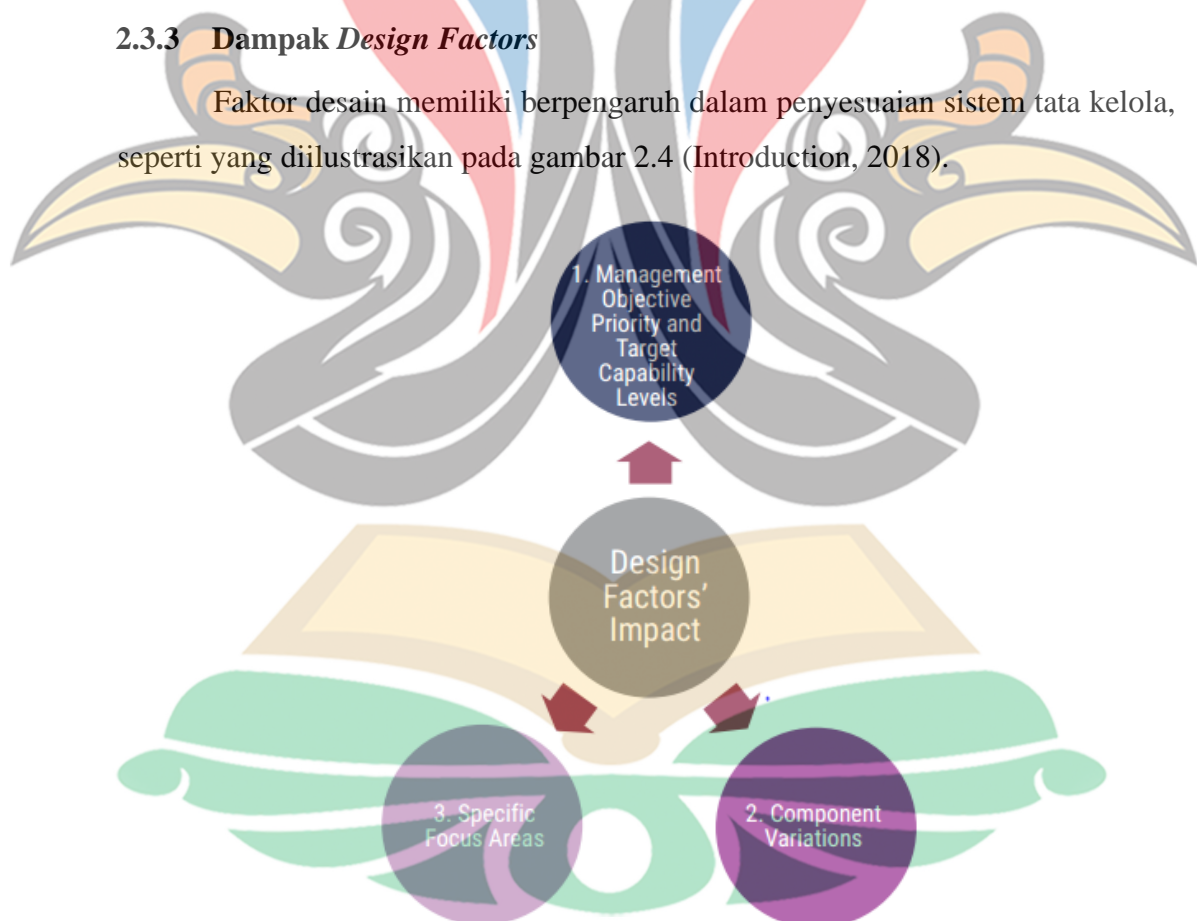 2.3.3 Dampak Design Factors
Faktor desain memiliki berpengaruh dalam penyesuaian sistem tata kelola,
seperti yang diilustrasikan pada gambar 2.4 (Introduction, 2018).
1. Management
Objective
Priority and
Target
Capability
Levels
Design
Factors’
Impact
3. Specific
Focus Areas
2. Component
Variations